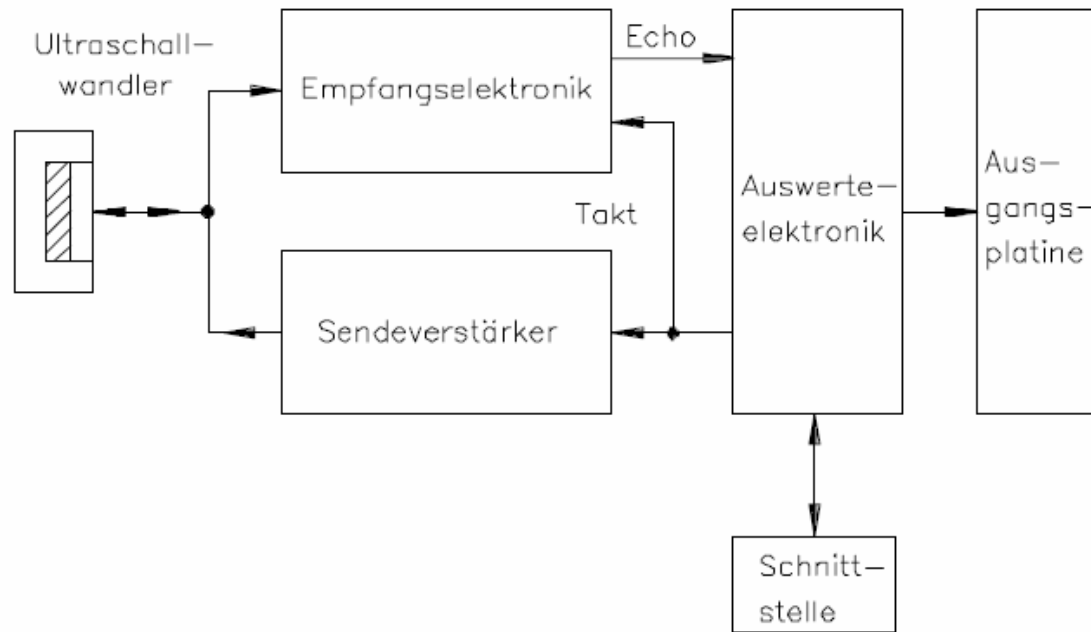 Ultraschall–
wandler
Empfangselektronik
Echo
Takt
Sendeverstärker
Auswerte–
elektronik
Aus–
gangs–
platine
Schnitt–
stelle